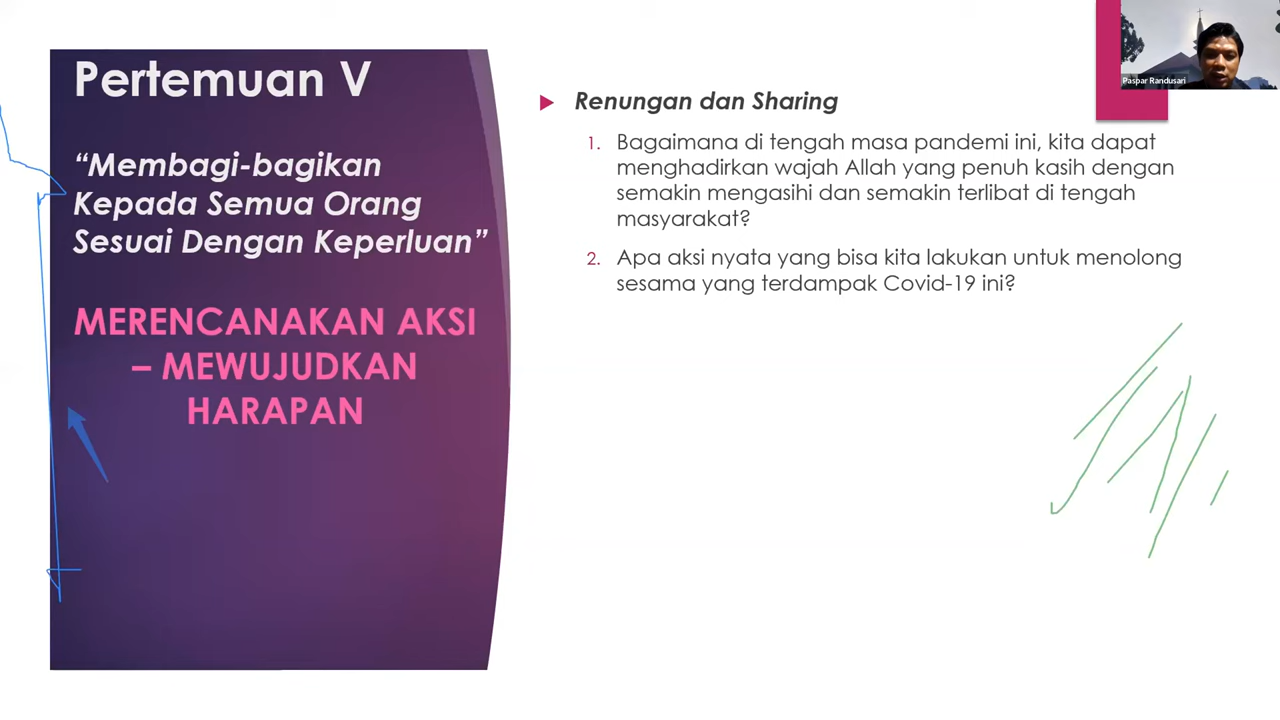 Pertemuan V
“Membagi-bagikan
Kepada Semua Orang
Sesuai Dengan Keperluan”
MERENCANAKAN AKSI
– MEWUJUDKAN
HARAPAN
Renungan dan Sharing
1. Bagaimana di tengah masa pandemi ini, kita dapat
menghadirkan wajah Allah yang penuh kasih dengan
semakin mengasihi dan semakin terlibat di tengah
masyarakat?
2. Apa aksi nyata yang bisa kita lakukan untuk menolong
sesama yang terdampak Covid-19 ini?
Paspar Randusari